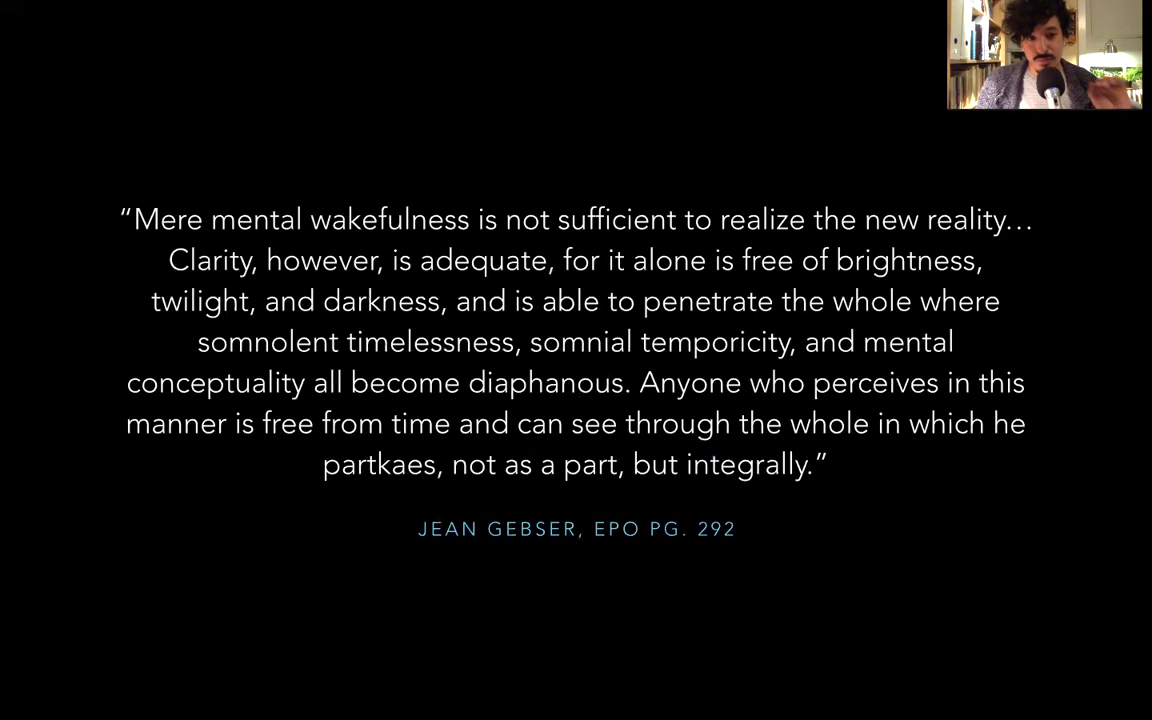 “Mere mental wakefulness is not sufficient to realize the new reality…
Clarity, however, is adequate, for it alone is free of brightness,
twilight, and darkness, and is able to penetrate the whole where
somnolent timelessness, somnial temporicity, and mental
conceptuality all become diaphanous. Anyone who perceives in this
manner is free from time and can see through the whole in which he
partkaes, not as a part, but integrally.”
JEAN GEBSER, EPO PG. 292